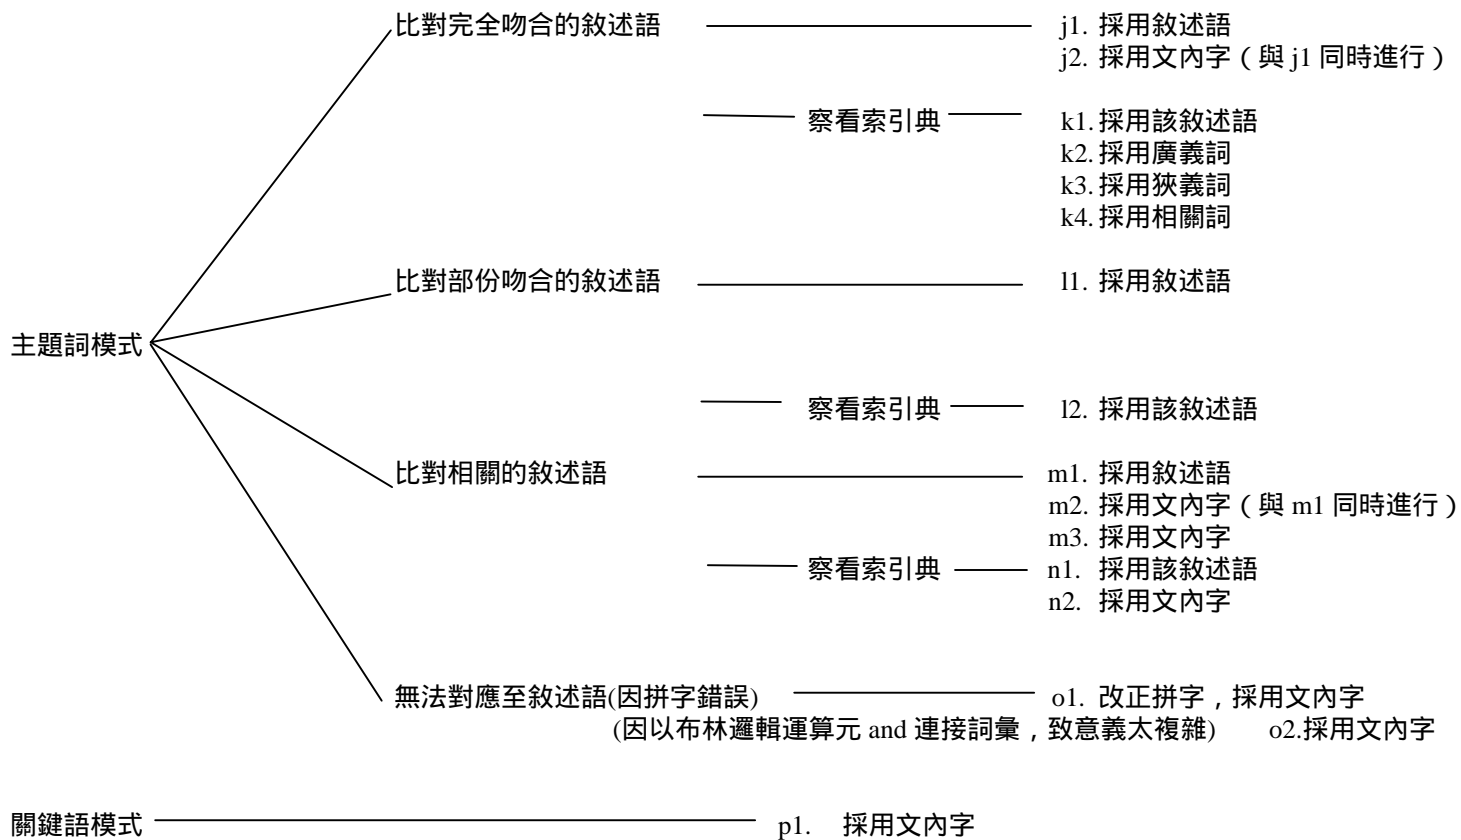 比對完全吻合的敘述語 j1. 採用敘述語
j2. 採用文內字（與 j1 同時進行）
察看索引典 k1. 採用該敘述語
k2. 採用廣義詞
k3. 採用狹義詞
k4. 採用相關詞
比對部份吻合的敘述語 l1. 採用敘述語
主題詞模式
察看索引典 l2. 採用該敘述語
比對相關的敘述語 m1. 採用敘述語
m2. 採用文內字（與 m1 同時進行）
m3. 採用文內字
察看索引典 n1. 採用該敘述語
n2. 採用文內字
無法對應至敘述語(因拼字錯誤) o1. 改正拼字，採用文內字
(因以布林邏輯運算元 and 連接詞彙，致意義太複雜) o2.採用文內字
關鍵語模式 p1. 採用文內字